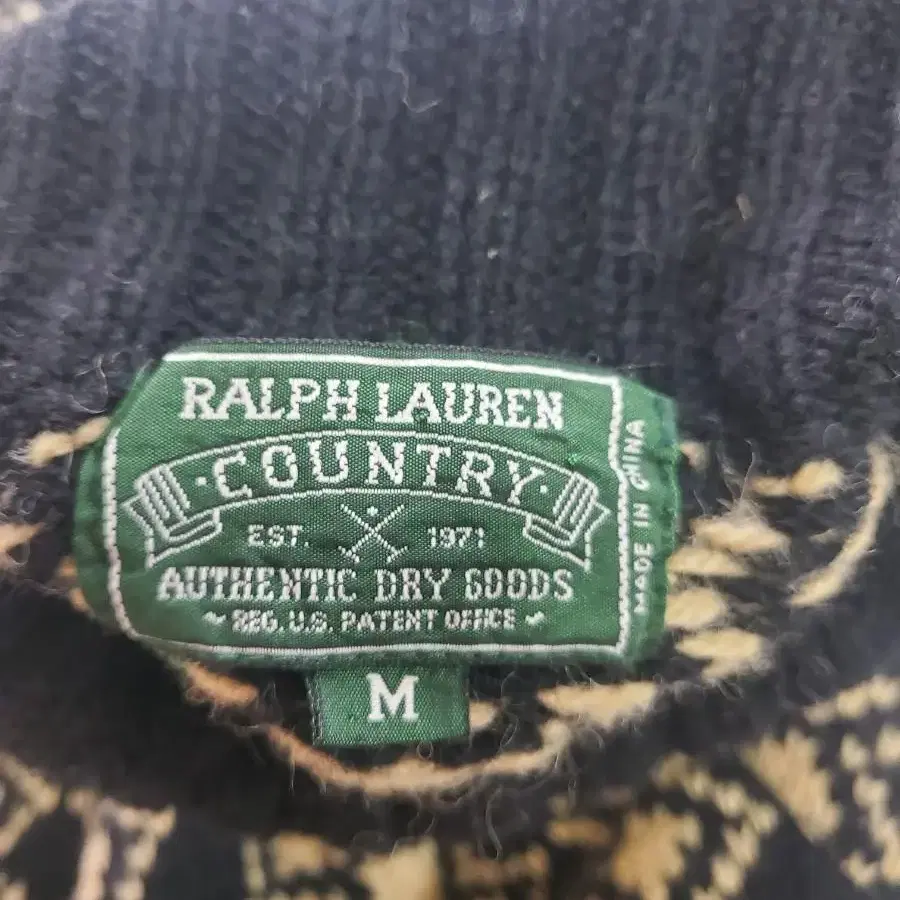 RALPH LAUREN
·COUNTRY·
EST. 1971
AUTHENTIC DRY GOODS
~ REG. U.S. PATENT OFFICE ~
MADE IN CHINA
M